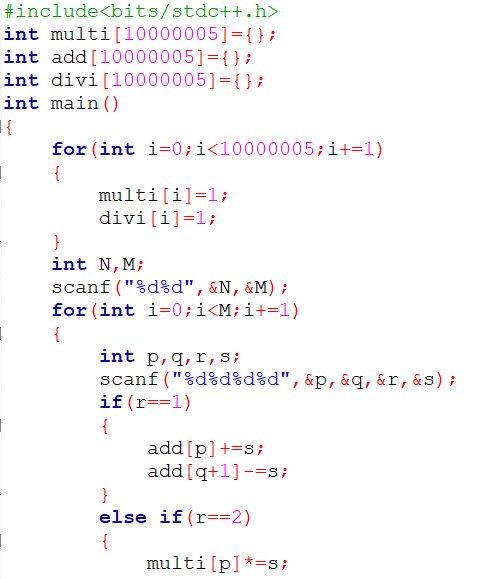 #include<bits/stdc++.h>
int multi[10000005]={};
int add[10000005]={};
int divi[10000005]={};
int main()
{
    for(int i=0;i<10000005;i+=1)
    {
        multi[i]=1;
        divi[i]=1;
    }
    int N,M;
    scanf("%d%d",&N,&M);
    for(int i=0;i<M;i+=1)
    {
        int p,q,r,s;
        scanf("%d%d%d%d",&p,&q,&r,&s);
        if(r==1)
        {
            add[p]+=s;
            add[q+1]-=s;
        }
        else if(r==2)
        {
            multi[p]*=s;